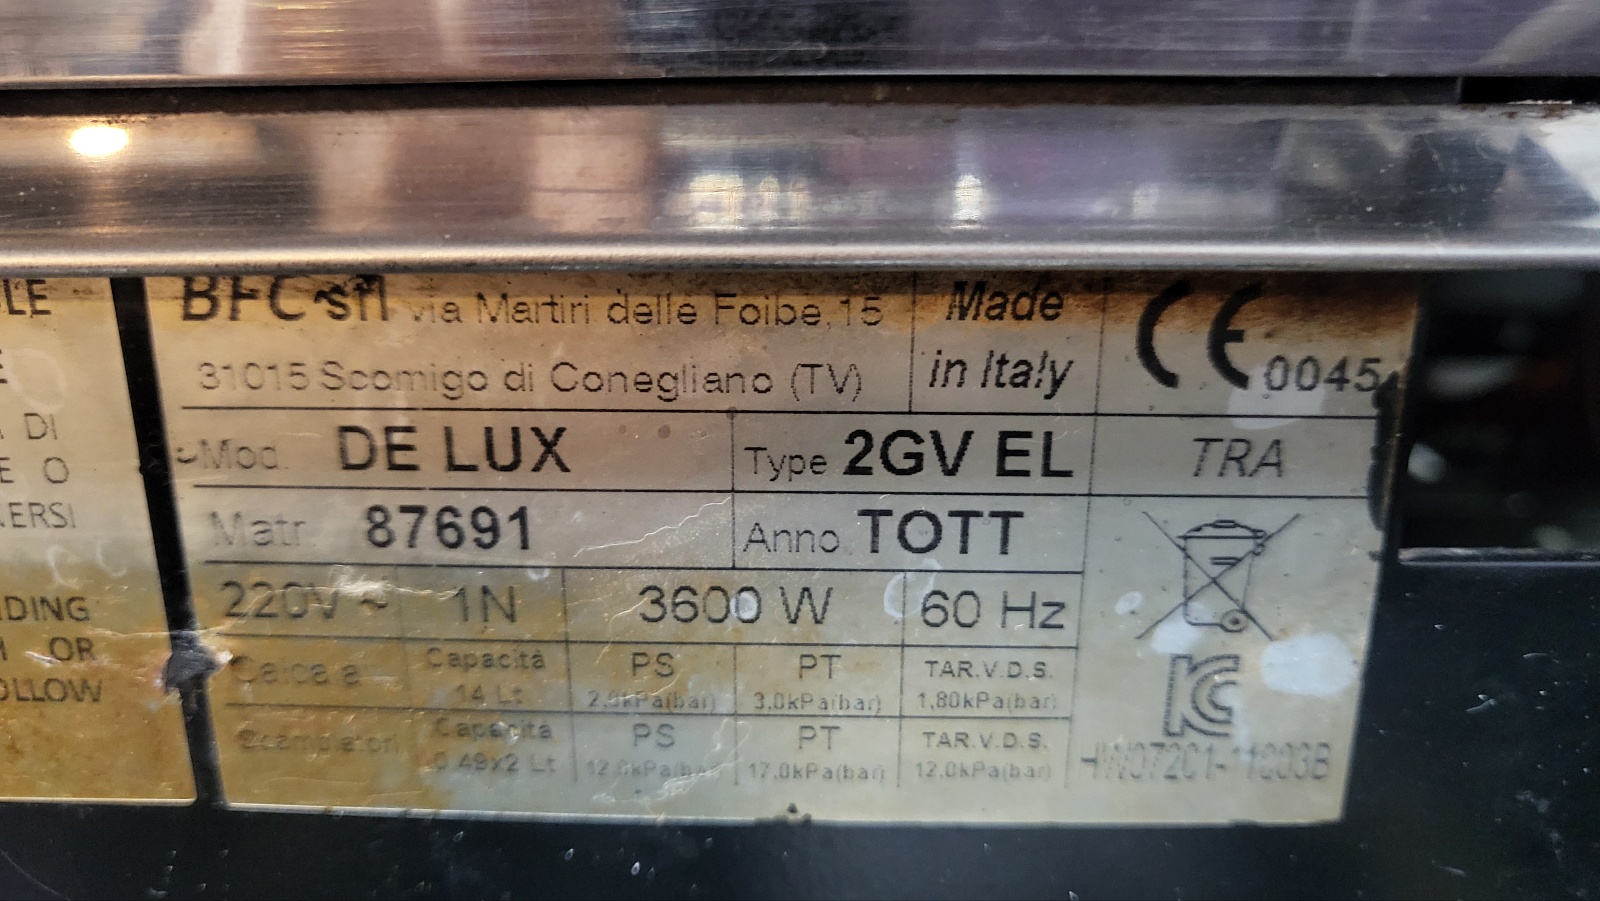 LE
BFC srl via Martiri delle Foibe, 15
31015 Scomigo di Conegliano (TV)
Made
in Italy
CE 0045
DI
E O
ERSI
Mod. DE LUX
Type 2GV EL
TRA
Matr. 87691
Anno TOTT
DING
OR
OLLOW
220V ~
1N
3600 W
60 Hz
Caldaia
Capacità
14 Lt
PS
2,0kPa(bar)
PT
3,0kPa(bar)
TAR.V.D.S.
1,80kPa(bar)
Scambiatori
Capacità
0.49x2 Lt
PS
12,0kPa(bar)
PT
17,0kPa(bar)
TAR.V.D.S.
12,0kPa(bar)